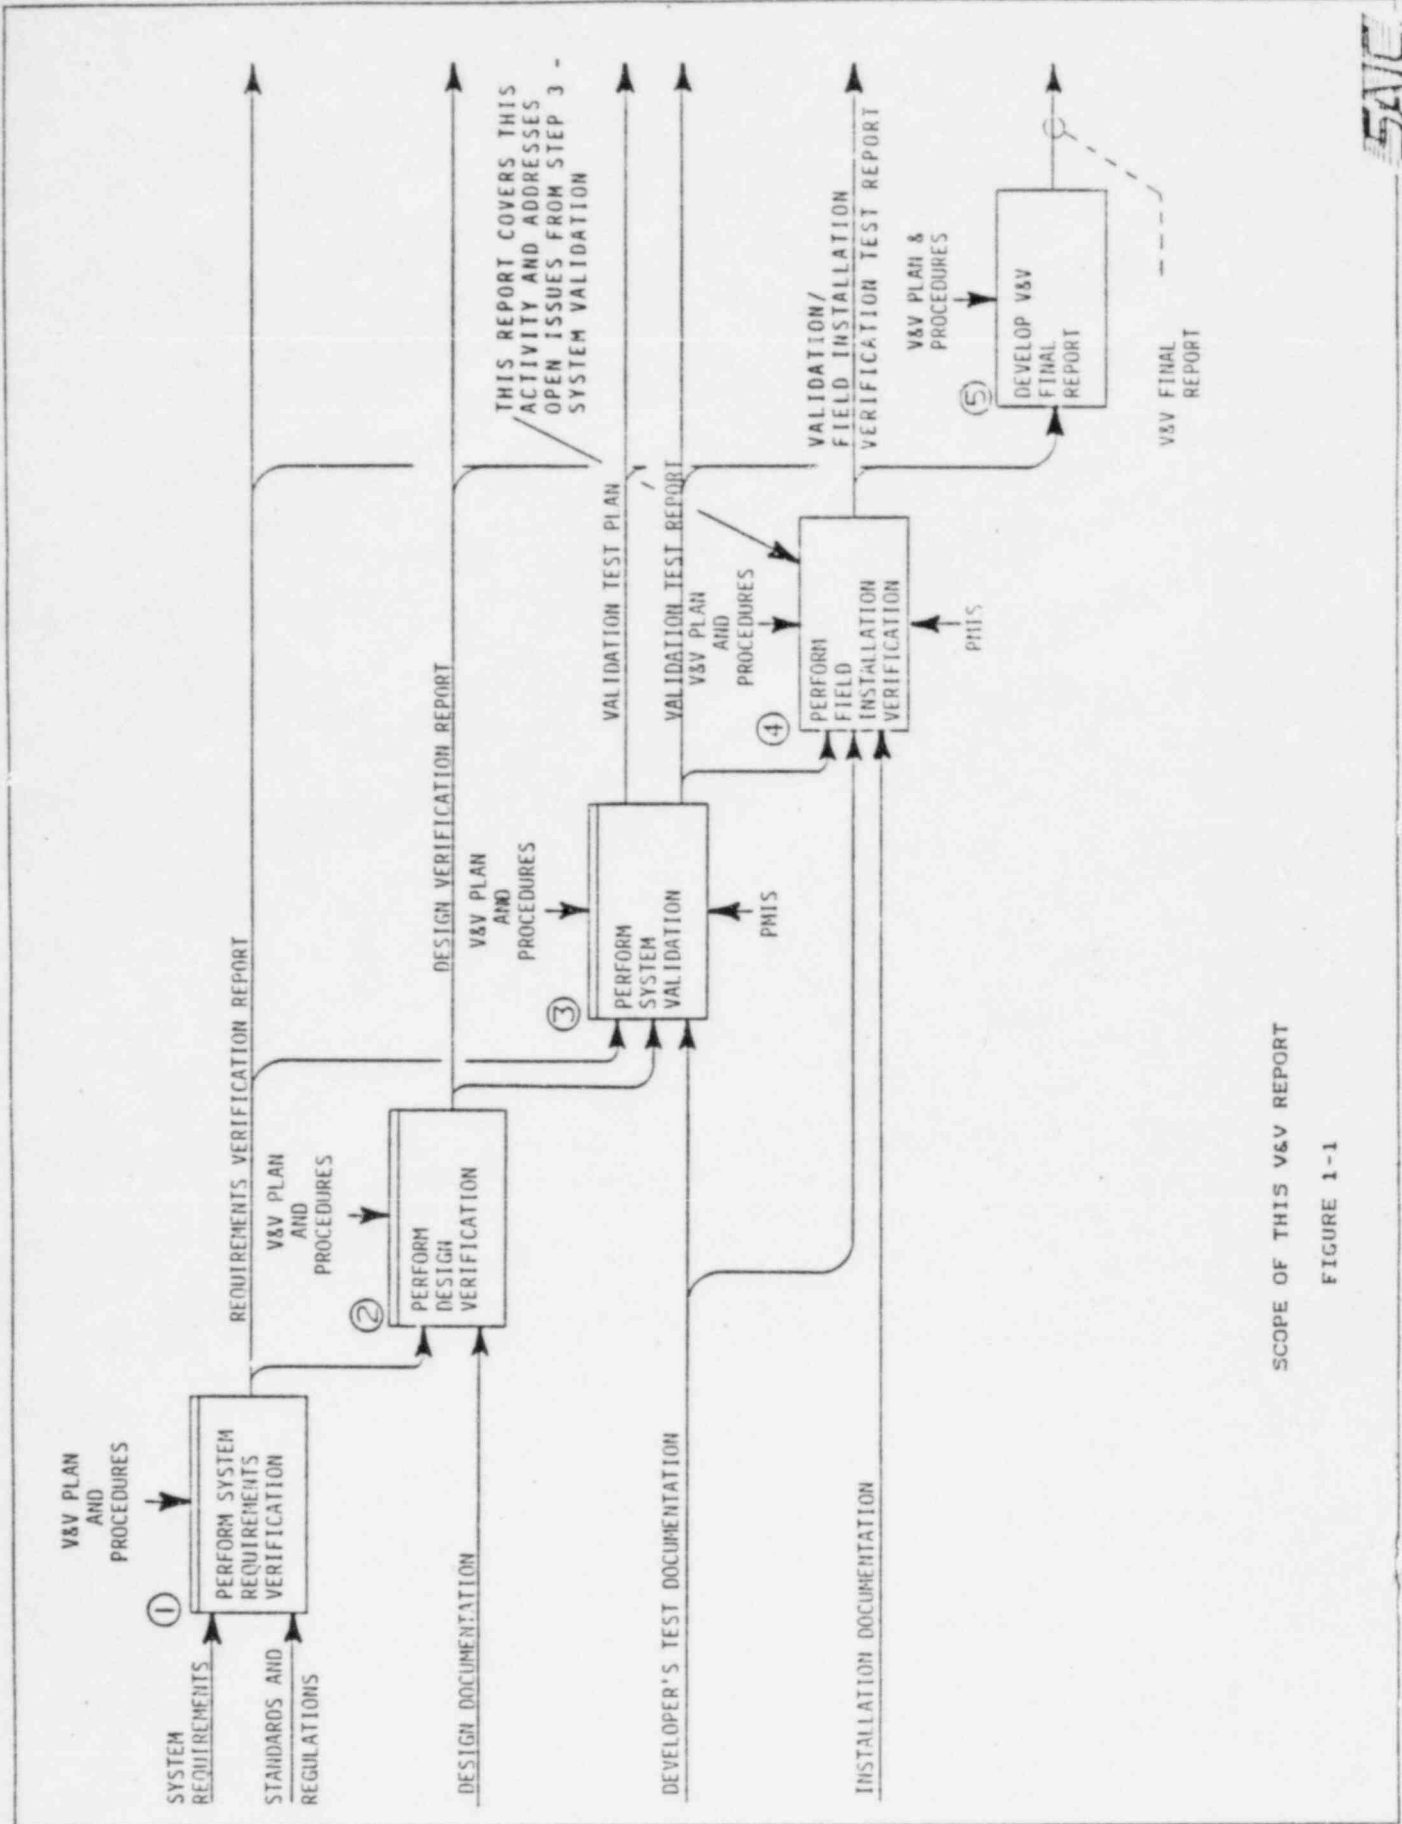 V&V PLAN
AND
PROCEDURES
①
SYSTEM
REQUIREMENTS
STANDARDS AND
REGULATIONS
PERFORM SYSTEM
REQUIREMENTS
VERIFICATION
REQUIREMENTS VERIFICATION REPORT
V&V PLAN
AND
PROCEDURES
②
DESIGN DOCUMENTATION
PERFORM
DESIGN
VERIFICATION
DESIGN VERIFICATION REPORT
V&V PLAN
AND
PROCEDURES
③
DEVELOPER'S TEST DOCUMENTATION
PERFORM
SYSTEM
VALIDATION
PMIS
VALIDATION TEST PLAN
VALIDATION TEST REPORT
THIS REPORT COVERS THIS
ACTIVITY AND ADDRESSES
OPEN ISSUES FROM STEP 3 -
SYSTEM VALIDATION
V&V PLAN
AND
PROCEDURES
④
INSTALLATION DOCUMENTATION
PERFORM
FIELD
INSTALLATION
VERIFICATION
PMIS
VALIDATION/
FIELD INSTALLATION
VERIFICATION TEST REPORT
V&V PLAN &
PROCEDURES
⑤
DEVELOP V&V
FINAL
REPORT
V&V FINAL
REPORT
SCOPE OF THIS V&V REPORT
FIGURE 1-1
SAIC